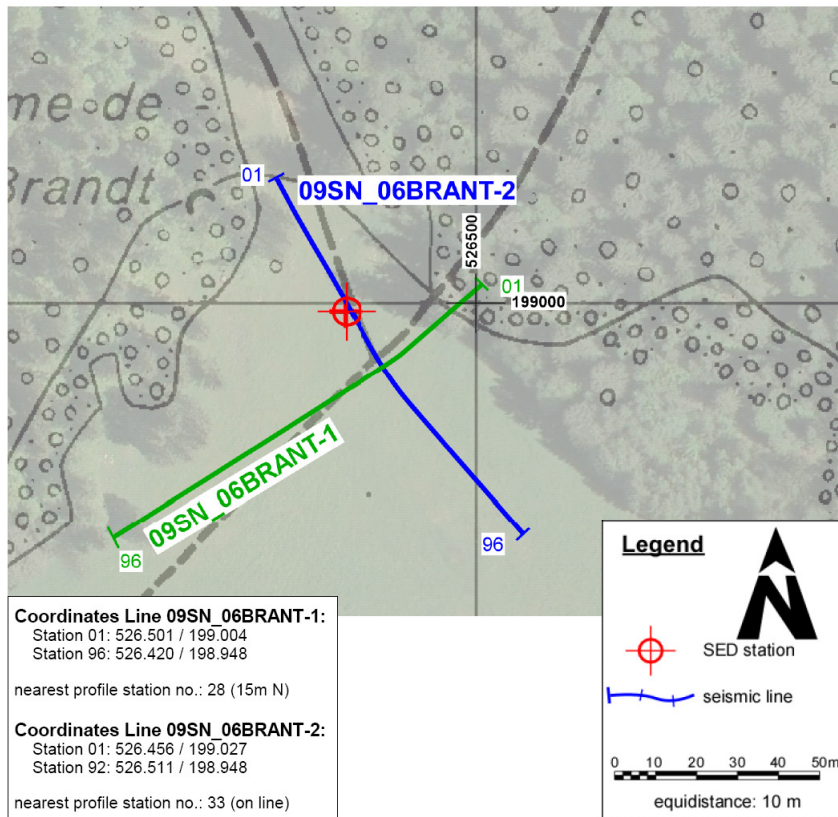 me de
Brandt
01
09SN_06BRANT-2
526500
01
199000
09SN_06BRANT-1
96
96
Coordinates Line 09SN_06BRANT-1:
Station 01: 526.501 / 199.004
Station 96: 526.420 / 198.948
nearest profile station no.: 28 (15m N)
Coordinates Line 09SN_06BRANT-2:
Station 01: 526.456 / 199.027
Station 92: 526.511 / 198.948
nearest profile station no.: 33 (on line)
Legend
N
SED station
seismic line
0 10 20 30 40 50m
equidistance: 10 m